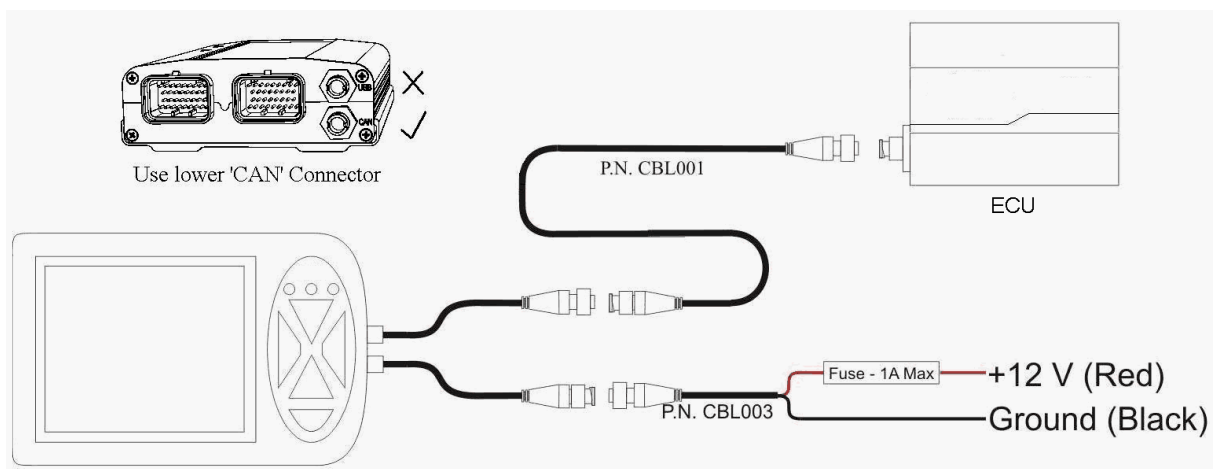 USB
CAN
Use lower 'CAN' Connector
P.N. CBL001
ECU
Fuse - 1A Max
+12 V (Red)
P.N. CBL003
Ground (Black)